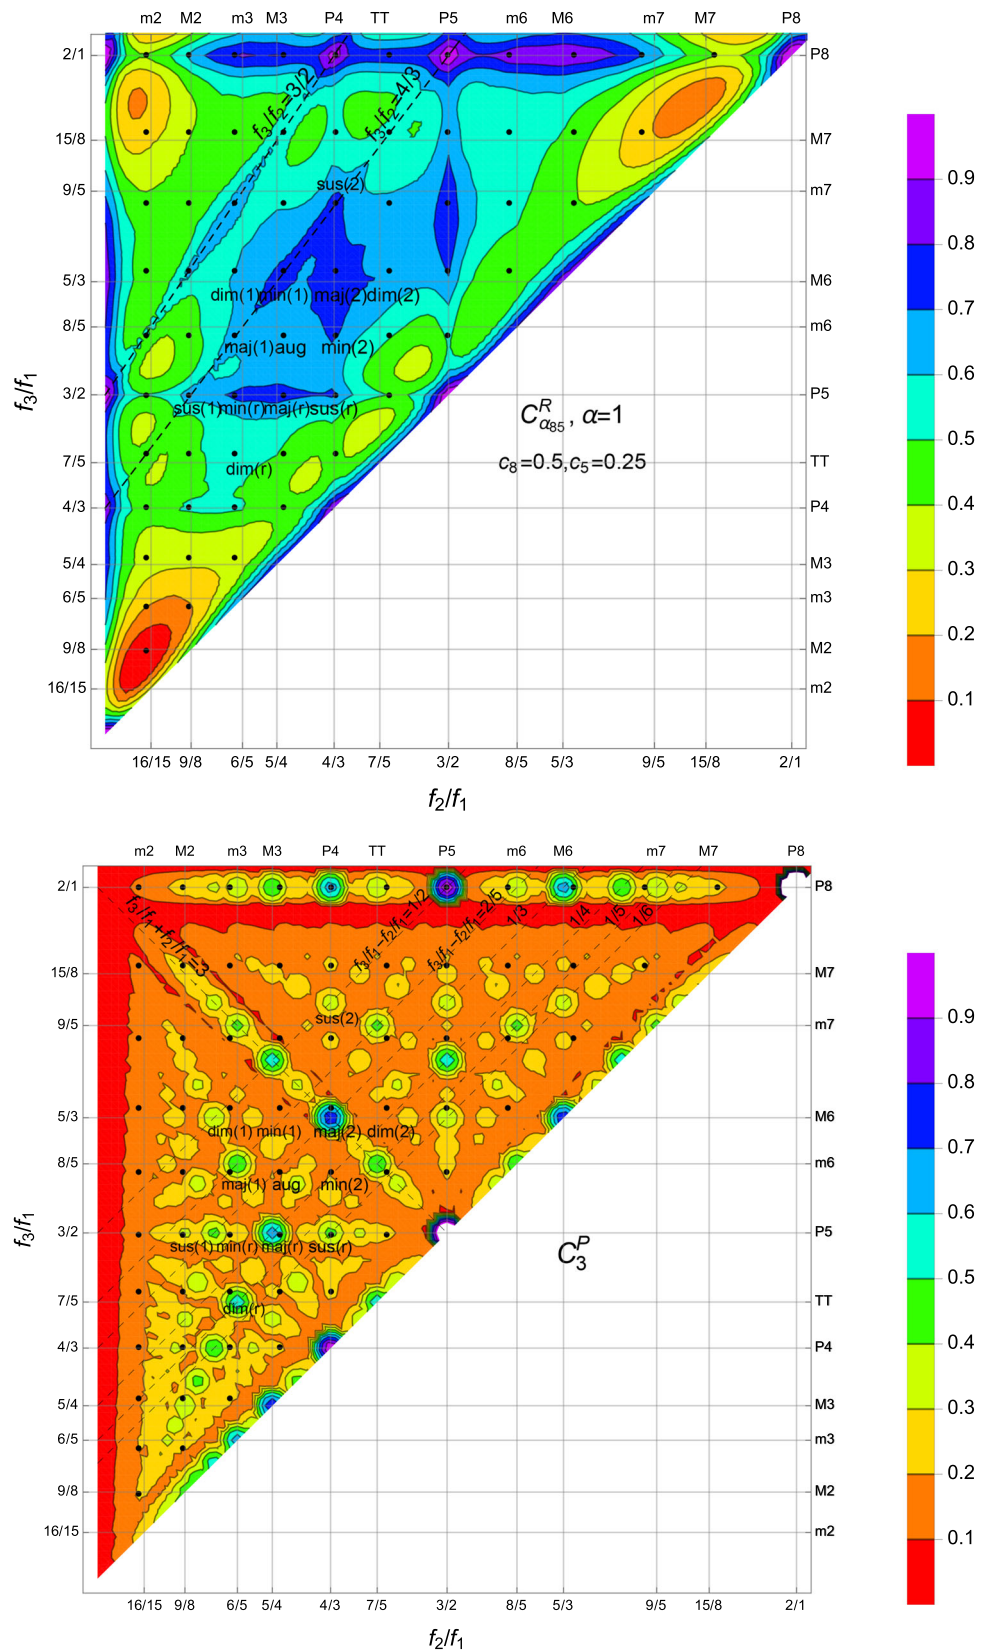 m2 M2 m3 M3 P4 TT P5 m6 M6 m7 M7 P8
2/1 P8
f₃/f₂=3/2 f₃/f₂=4/3
15/8 M7
sus(2)
9/5 m7
5/3 M6
dim(1) min(1) maj(2) dim(2)
8/5 m6
maj(1) aug min(2)
3/2 P5
sus(1) min(r) maj(r) sus(r)
7/5 TT
dim(r)
4/3 P4
5/4 M3
6/5 m3
9/8 M2
16/15 m2
f₃/f₁
C^R_α₈₅ , α=1
c₈=0.5,c₅=0.25
16/15 9/8 6/5 5/4 4/3 7/5 3/2 8/5 5/3 9/5 15/8 2/1
f₂/f₁
0.9
0.8
0.7
0.6
0.5
0.4
0.3
0.2
0.1
m2 M2 m3 M3 P4 TT P5 m6 M6 m7 M7 P8
2/1 P8
f₃/f₁+f₂/f₁=3 f₃/f₁−f₂/f₁=1/2 f₃/f₁−f₂/f₁=2/5 1/3 1/4 1/5 1/6
15/8 M7
sus(2)
9/5 m7
5/3 M6
dim(1) min(1) maj(2) dim(2)
8/5 m6
maj(1) aug min(2)
3/2 P5
sus(1) min(r) maj(r) sus(r)
7/5 TT
dim(r)
4/3 P4
5/4 M3
6/5 m3
9/8 M2
16/15 m2
f₃/f₁
C^P_3
16/15 9/8 6/5 5/4 4/3 7/5 3/2 8/5 5/3 9/5 15/8 2/1
f₂/f₁
0.9
0.8
0.7
0.6
0.5
0.4
0.3
0.2
0.1